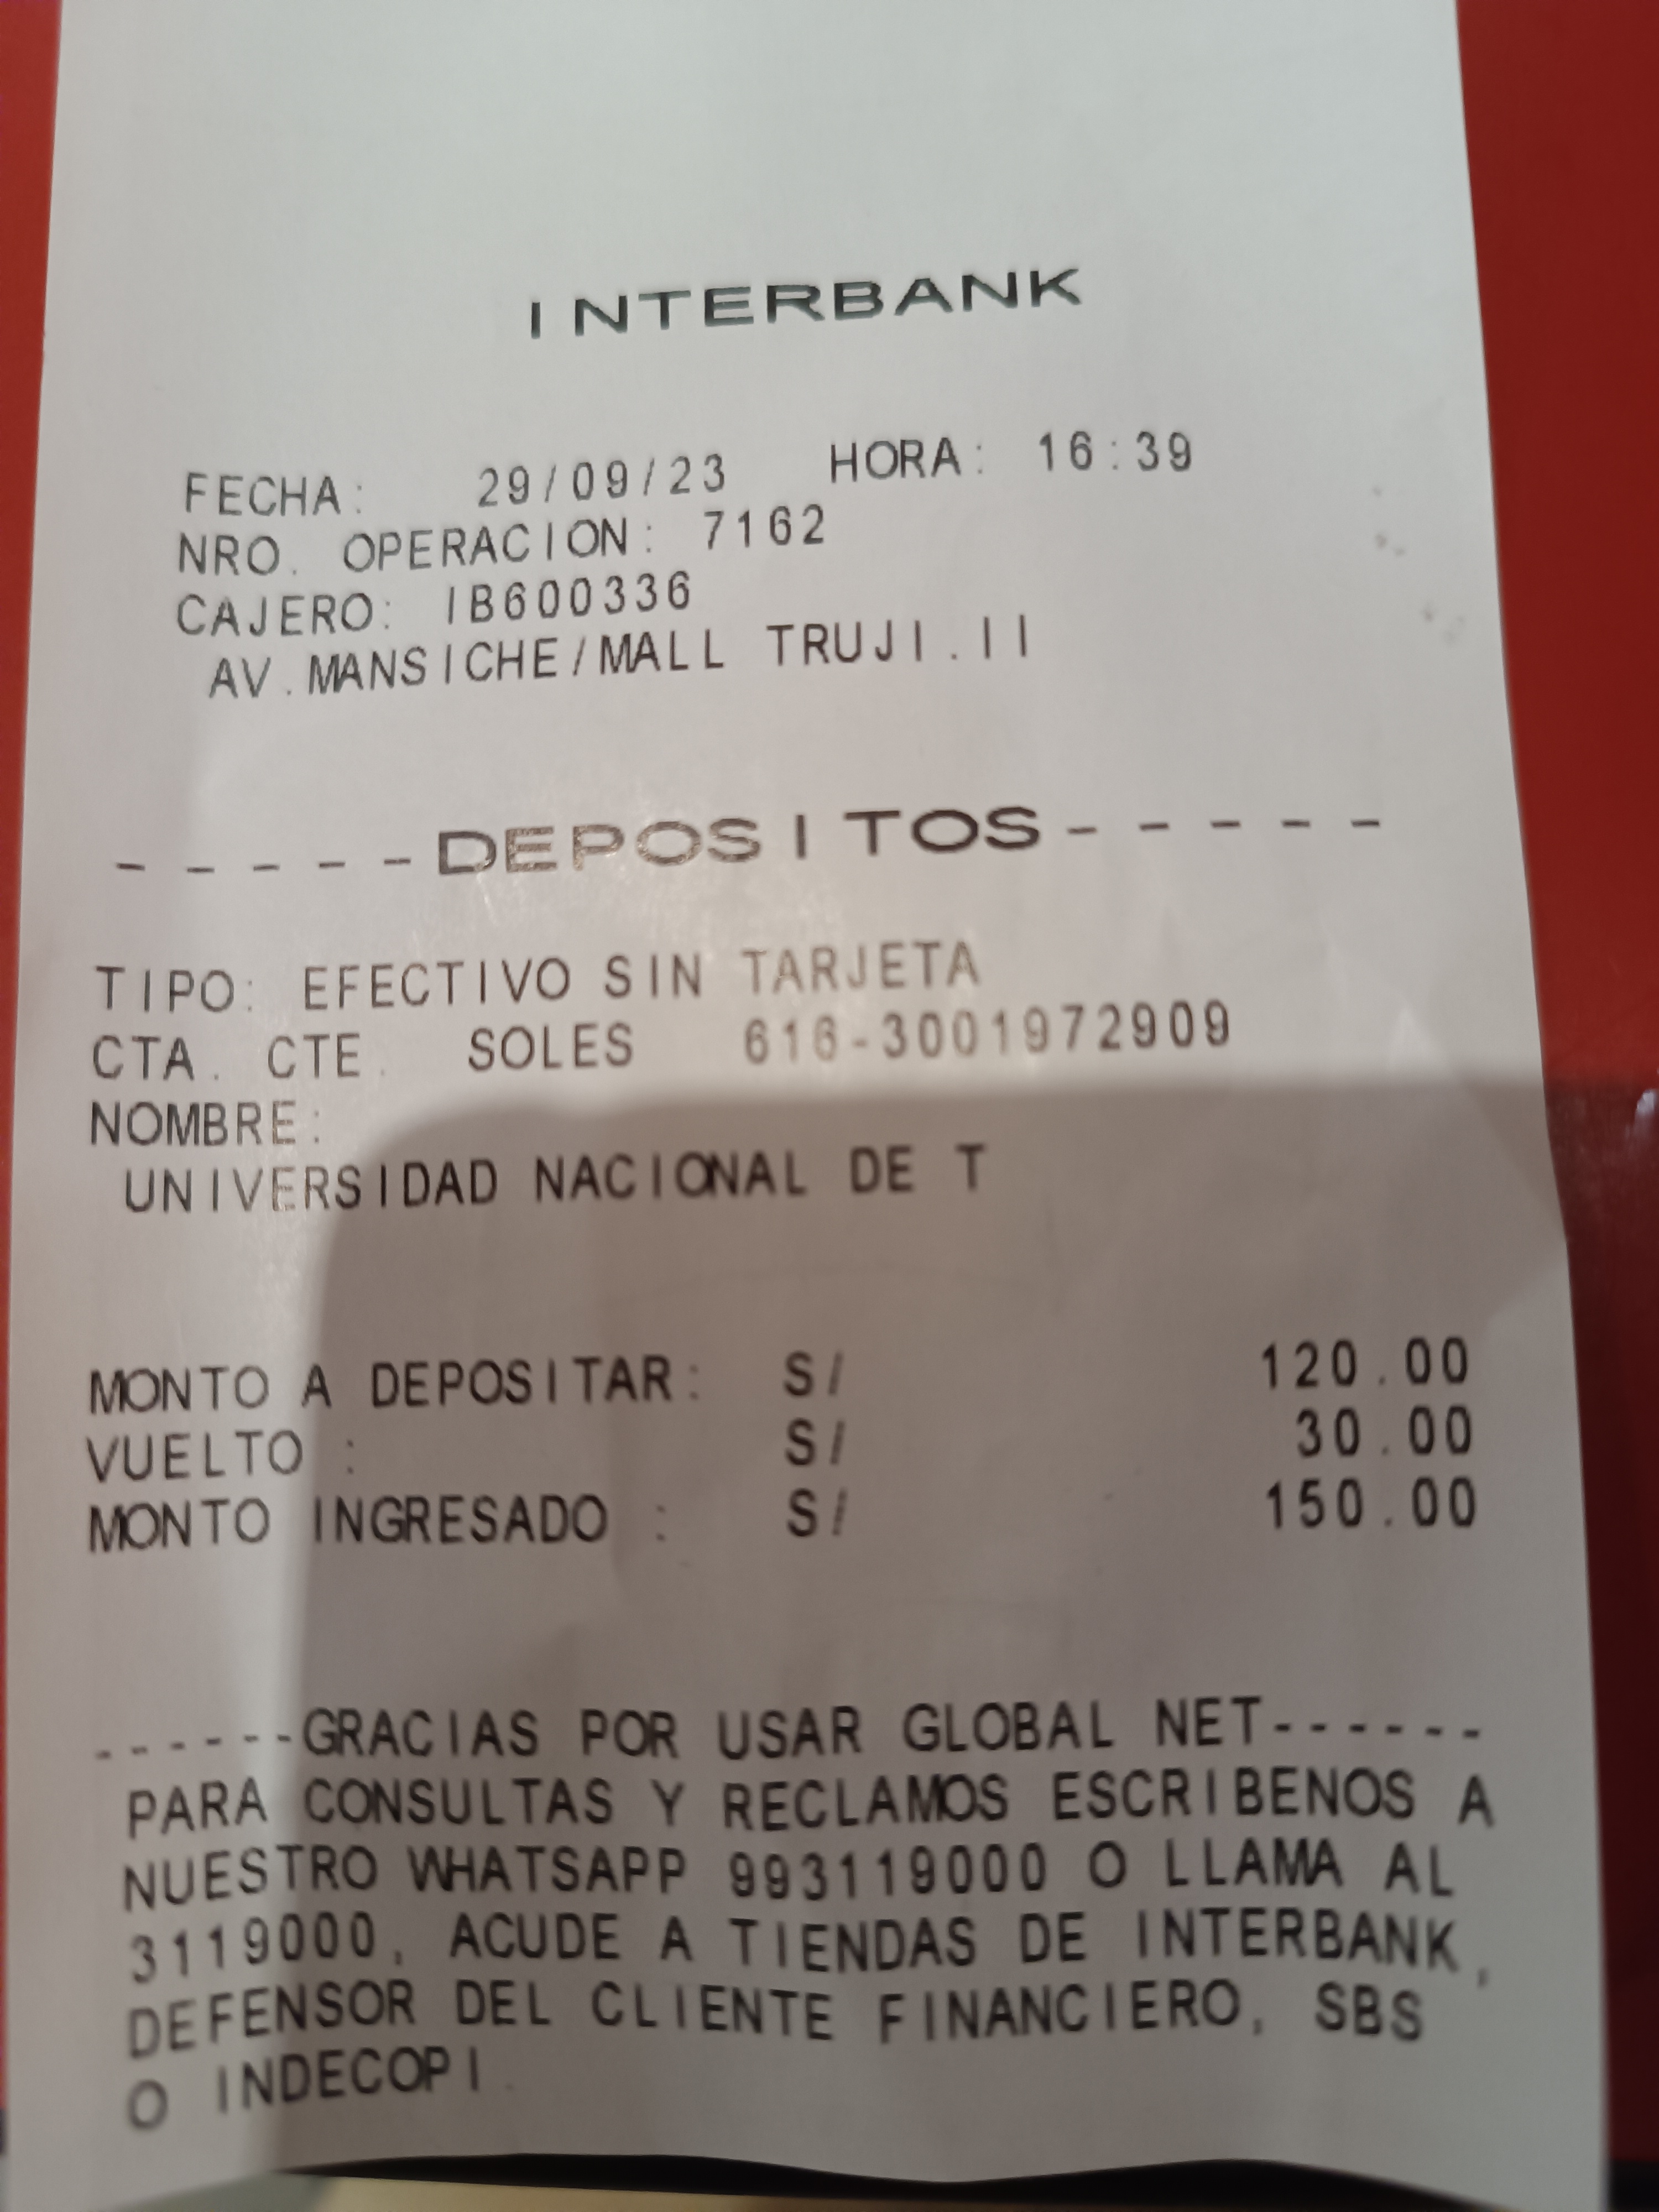 INTERBANK
FECHA: 29/09/23 HORA: 16:39
NRO. OPERACION: 7162
CAJERO: IB600336
AV.MANSICHE/MALL TRUJI.II
-----DEPOSITOS-----
TIPO: EFECTIVO SIN TARJETA
CTA. CTE. SOLES 616-3001972909
NOMBRE:
UNIVERSIDAD NACIONAL DE T
MONTO A DEPOSITAR: S/ 120.00
VUELTO : S/ 30.00
MONTO INGRESADO : S/ 150.00
------GRACIAS POR USAR GLOBAL NET------
PARA CONSULTAS Y RECLAMOS ESCRIBENOS A
NUESTRO WHATSAPP 993119000 O LLAMA AL
3119000, ACUDE A TIENDAS DE INTERBANK,
DEFENSOR DEL CLIENTE FINANCIERO, SBS
O INDECOPI.